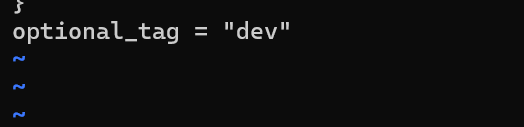 }
optional_tag = "dev"
~
~
~